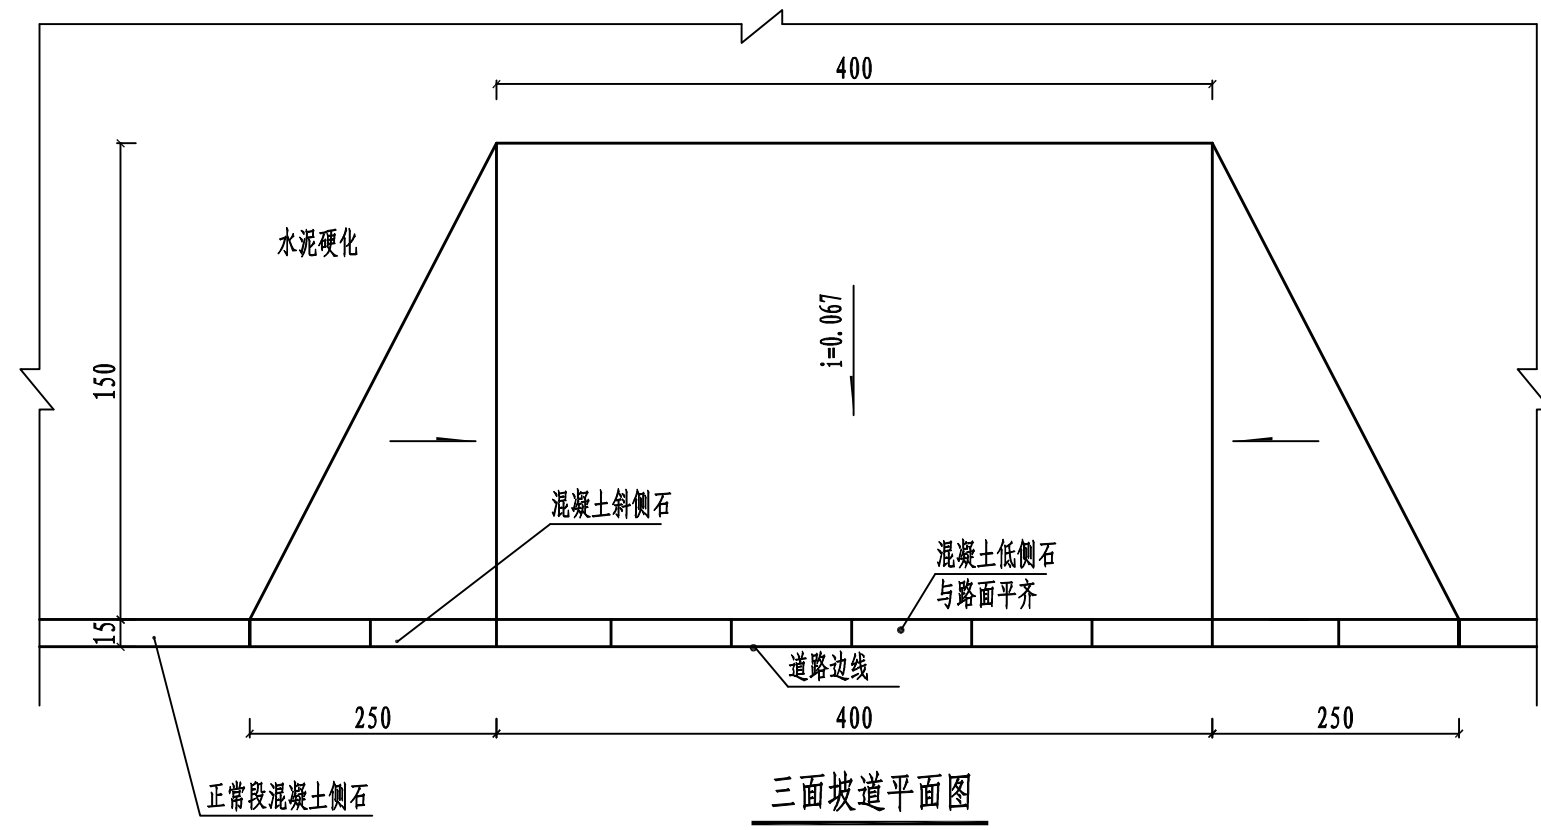 400
水泥硬化
i=0.067
150
混凝土斜侧石
混凝土低侧石
与路面平齐
15
道路边线
250
400
250
正常段混凝土侧石
三面坡道平面图